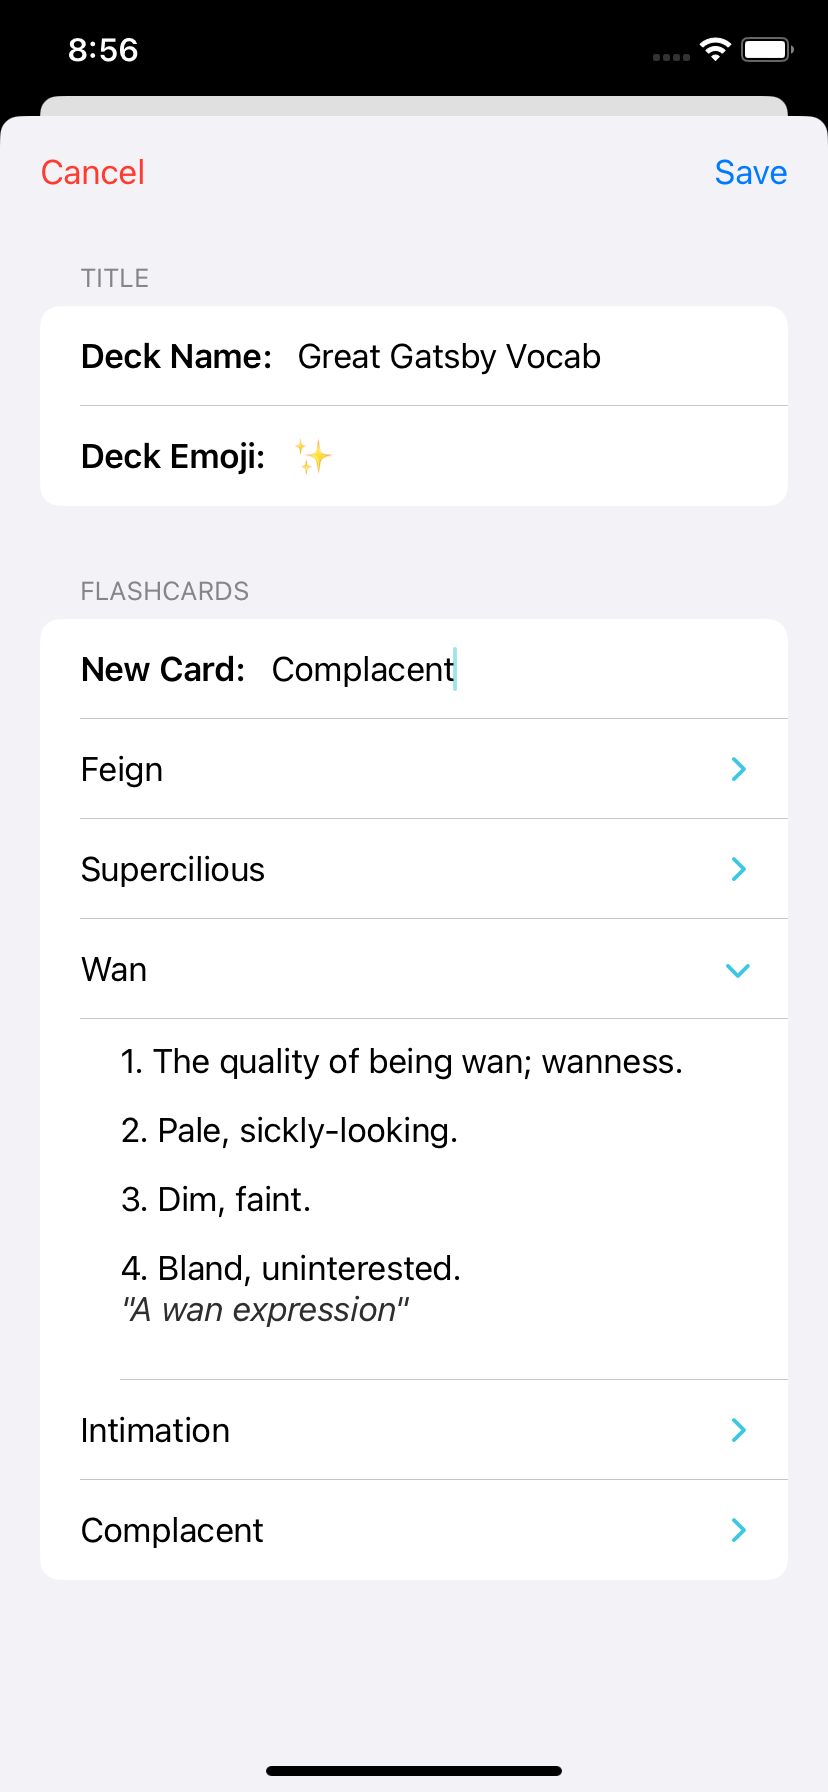 8:56
Cancel
Save
TITLE
Deck Name: Great Gatsby Vocab
Deck Emoji: ✨
FLASHCARDS
New Card: Complacent
Feign
Supercilious
Wan
1. The quality of being wan; wanness.
2. Pale, sickly-looking.
3. Dim, faint.
4. Bland, uninterested.
"A wan expression"
Intimation
Complacent